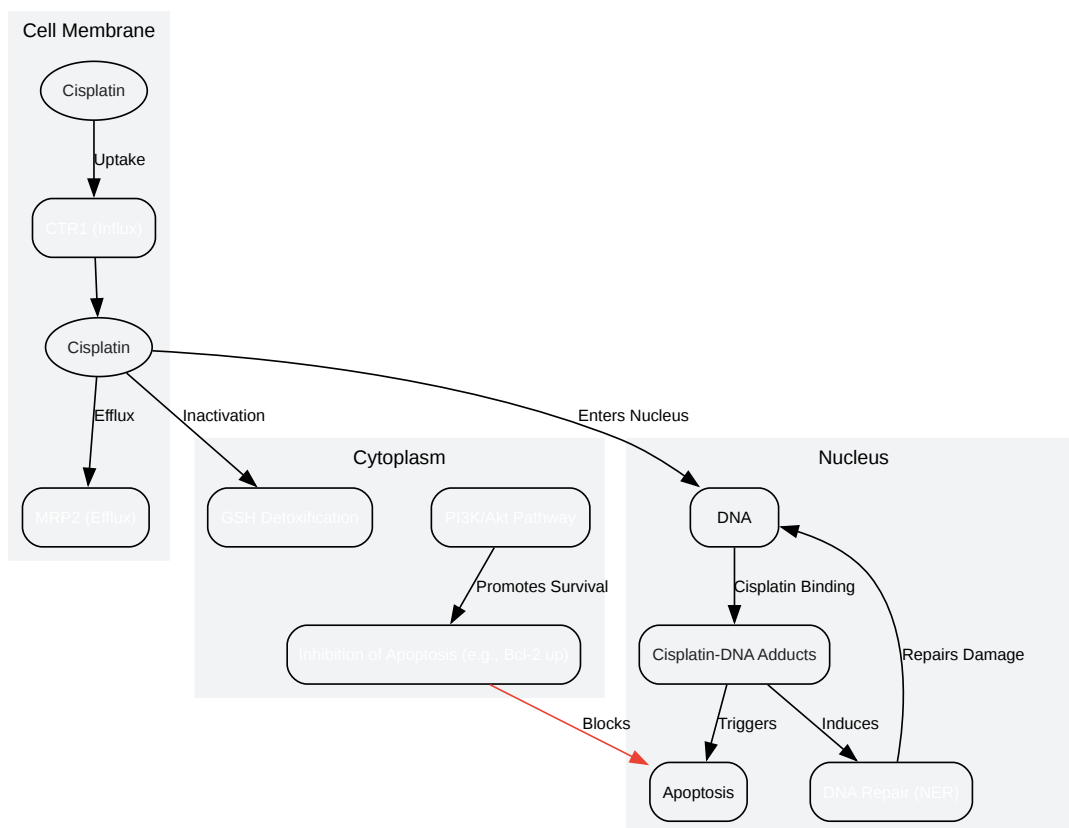 Cell Membrane
Cisplatin
Uptake
CTR1 (Influx)
Cisplatin
Efflux
Inactivation
Enters Nucleus
MRP2 (Efflux)
Cytoplasm
GSH Detoxification
PI3K/Akt Pathway
Promotes Survival
Inhibition of Apoptosis (e.g., Bcl-2 up)
Blocks
Nucleus
DNA
Cisplatin Binding
Cisplatin-DNA Adducts
Repairs Damage
Triggers
Induces
Apoptosis
DNA Repair (NER)